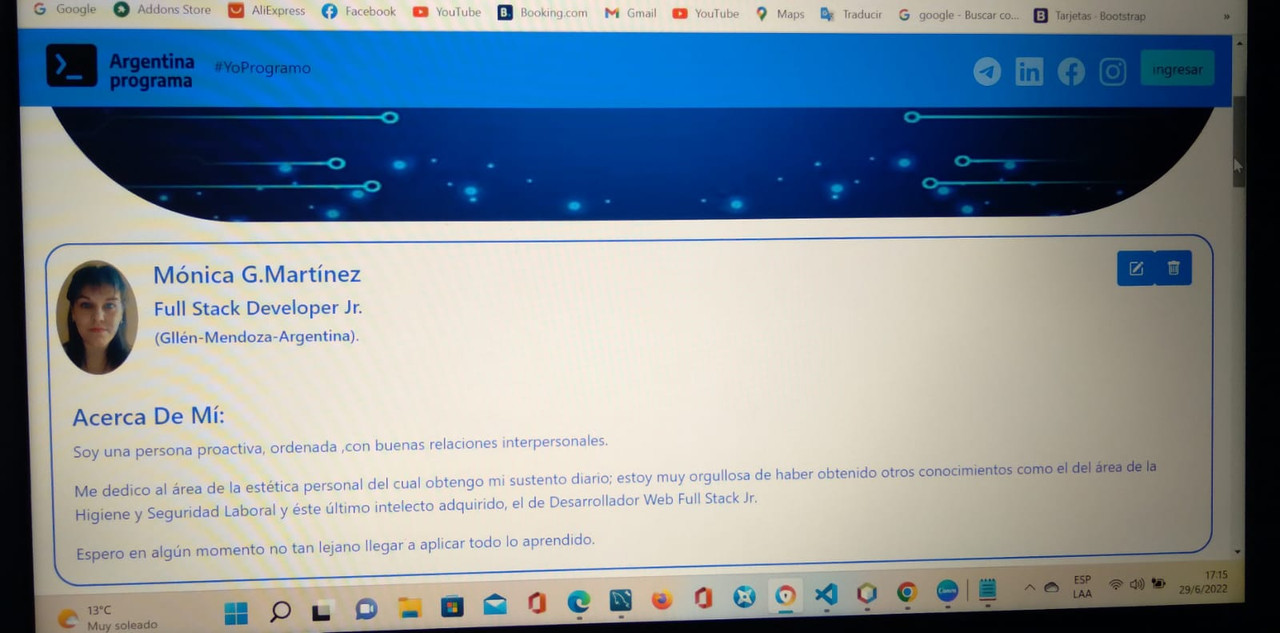 Google Addons Store AliExpress Facebook YouTube Booking.com Gmail YouTube Maps Traducir google - Buscar co... Tarjetas · Bootstrap »
Argentina
programa
#YoProgramo
ingresar
Mónica G.Martínez
Full Stack Developer Jr.
(Gllén-Mendoza-Argentina).
Acerca De Mí:
Soy una persona proactiva, ordenada ,con buenas relaciones interpersonales.
Me dedico al área de la estética personal del cual obtengo mi sustento diario; estoy muy orgullosa de haber obtenido otros conocimientos como el del área de la
Higiene y Seguridad Laboral y éste último intelecto adquirido, el de Desarrollador Web Full Stack Jr.
Espero en algún momento no tan lejano llegar a aplicar todo lo aprendido.
13°C
Muy soleado
ESP
LAA
17:15
29/6/2022